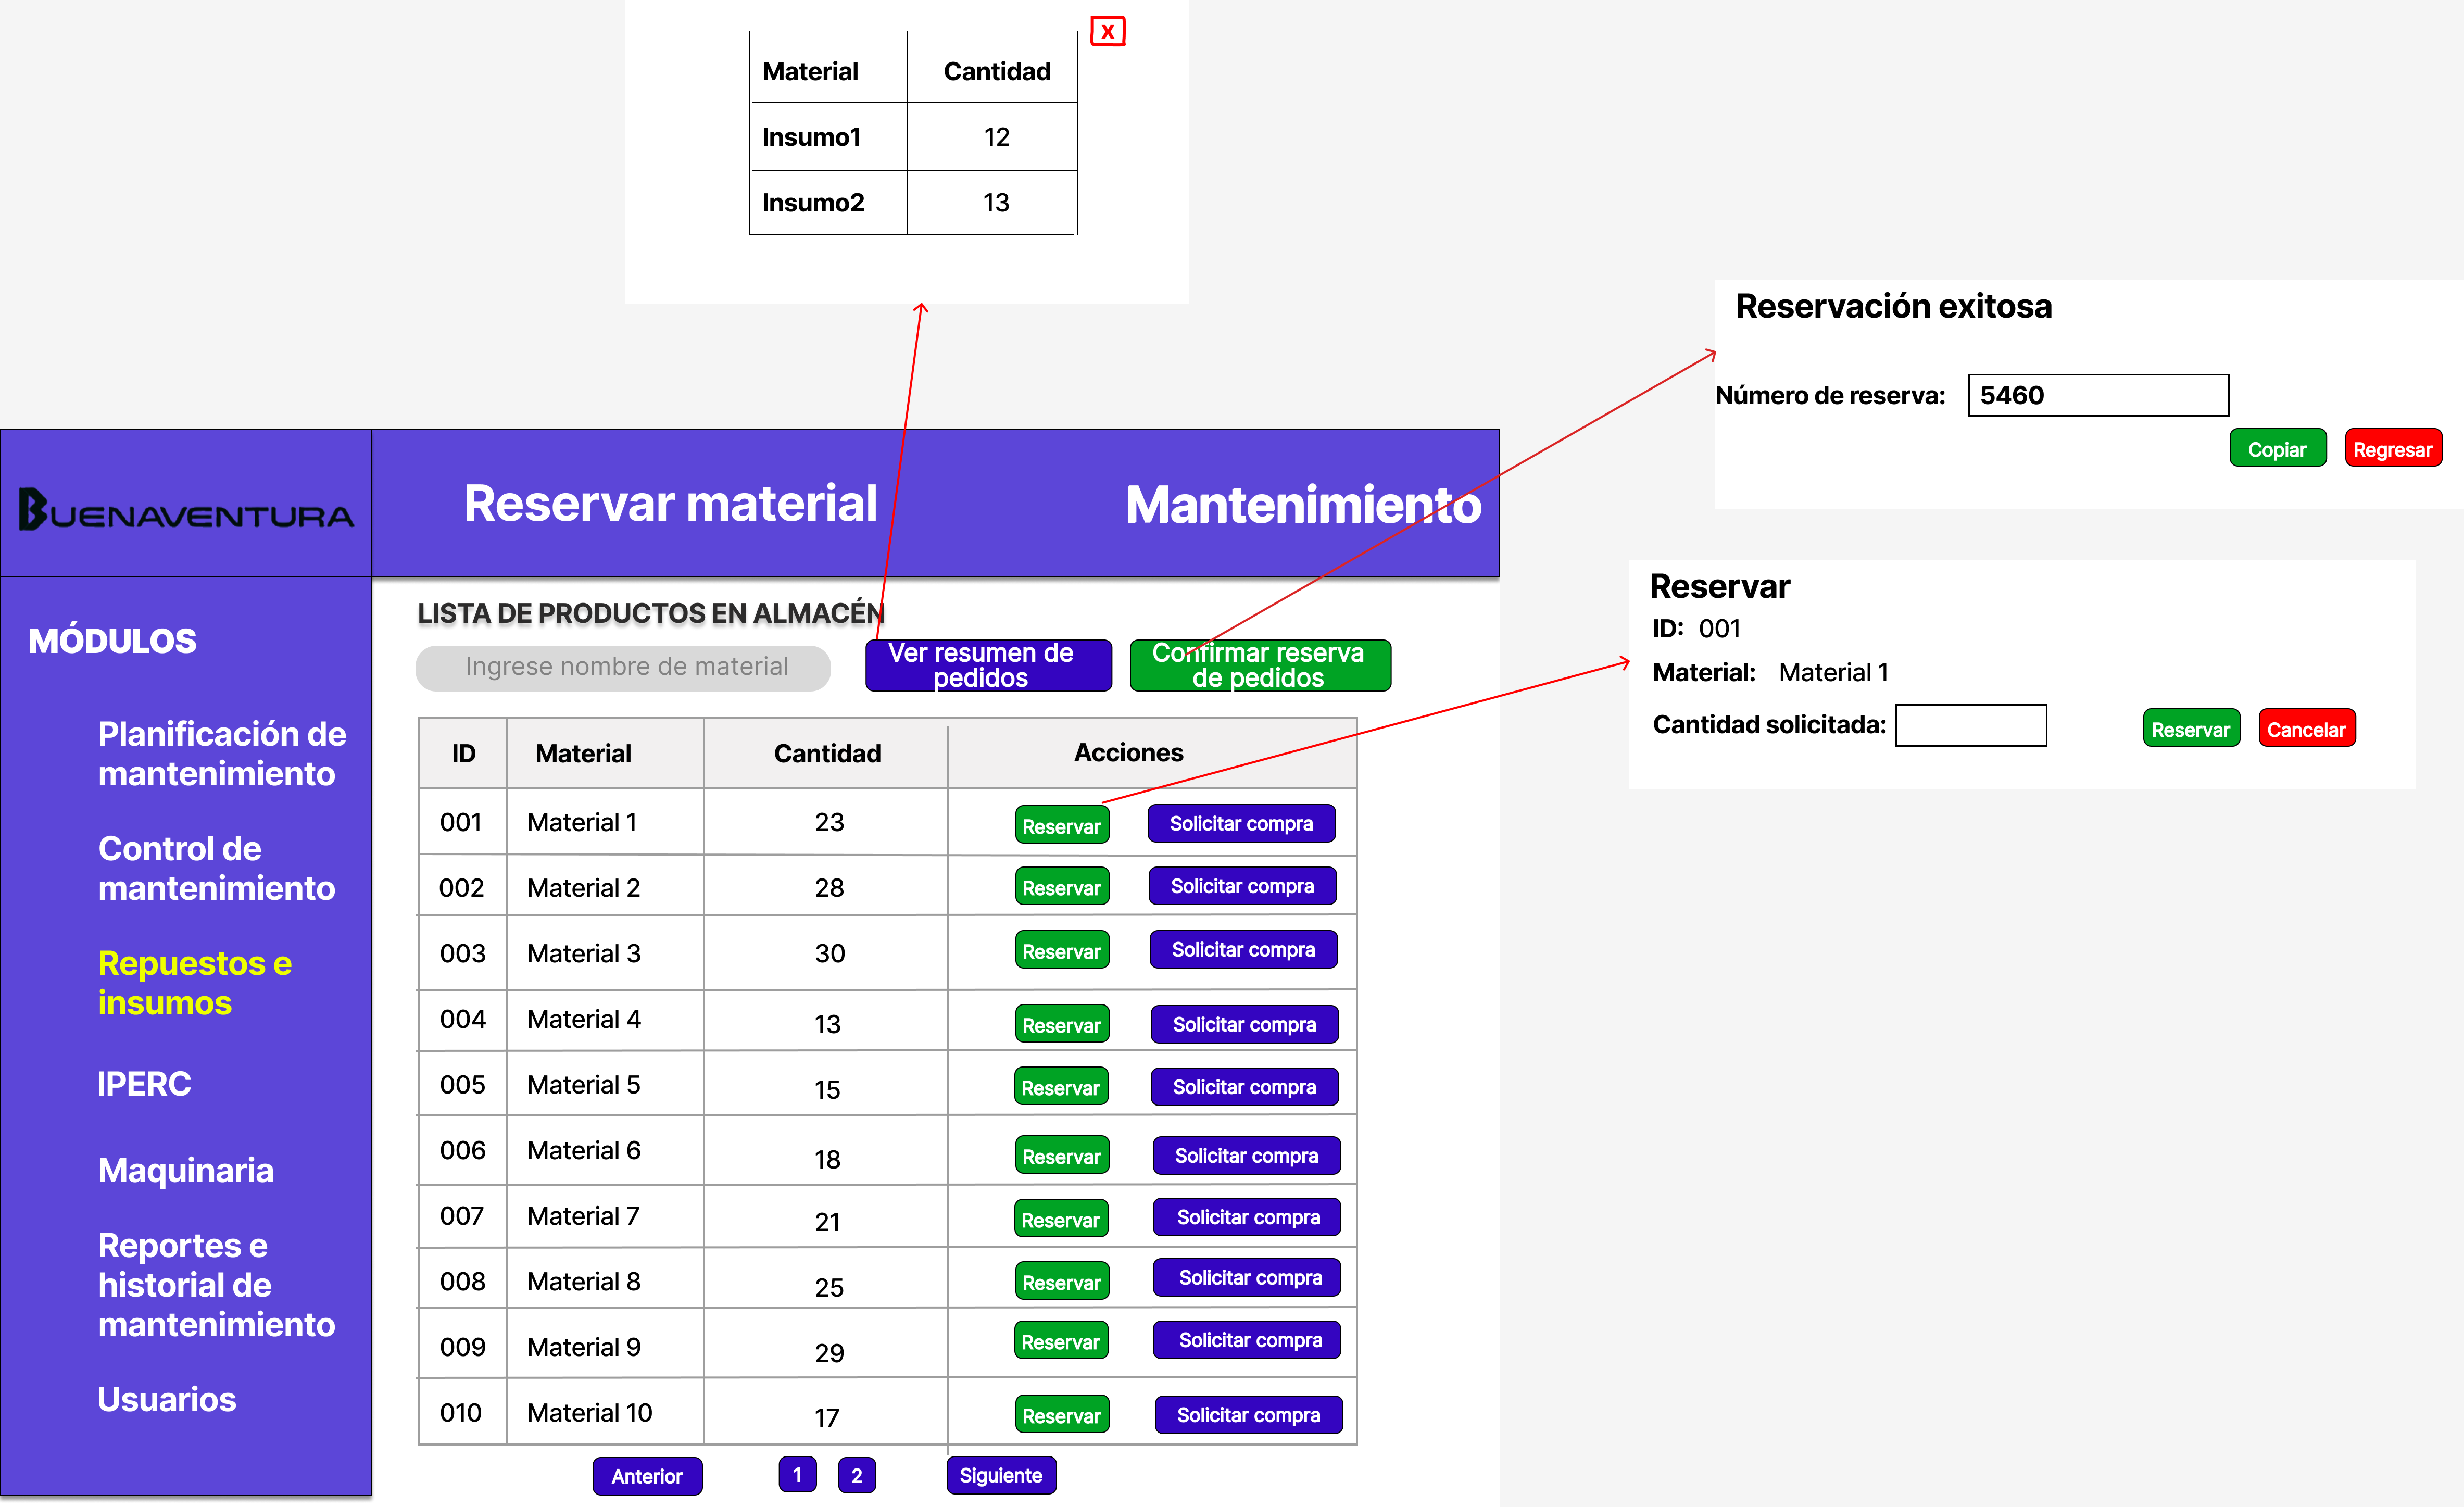 x
Material Cantidad
Insumo1 12
Insumo2 13
Reservación exitosa
Número de reserva: 5460
Copiar Regresar
BUENAVENTURA
Reservar material
Mantenimiento
Reservar
ID: 001
Material: Material 1
Cantidad solicitada:
Reservar Cancelar
MÓDULOS
Planificación de
mantenimiento
Control de
mantenimiento
Repuestos e
insumos
IPERC
Maquinaria
Reportes e
historial de
mantenimiento
Usuarios
LISTA DE PRODUCTOS EN ALMACÉN
Ingrese nombre de material
Ver resumen de
pedidos
Confirmar reserva
de pedidos
ID Material Cantidad Acciones
001 Material 1 23 Reservar Solicitar compra
002 Material 2 28 Reservar Solicitar compra
003 Material 3 30 Reservar Solicitar compra
004 Material 4 13 Reservar Solicitar compra
005 Material 5 15 Reservar Solicitar compra
006 Material 6 18 Reservar Solicitar compra
007 Material 7 21 Reservar Solicitar compra
008 Material 8 25 Reservar Solicitar compra
009 Material 9 29 Reservar Solicitar compra
010 Material 10 17 Reservar Solicitar compra
Anterior 1 2 Siguiente